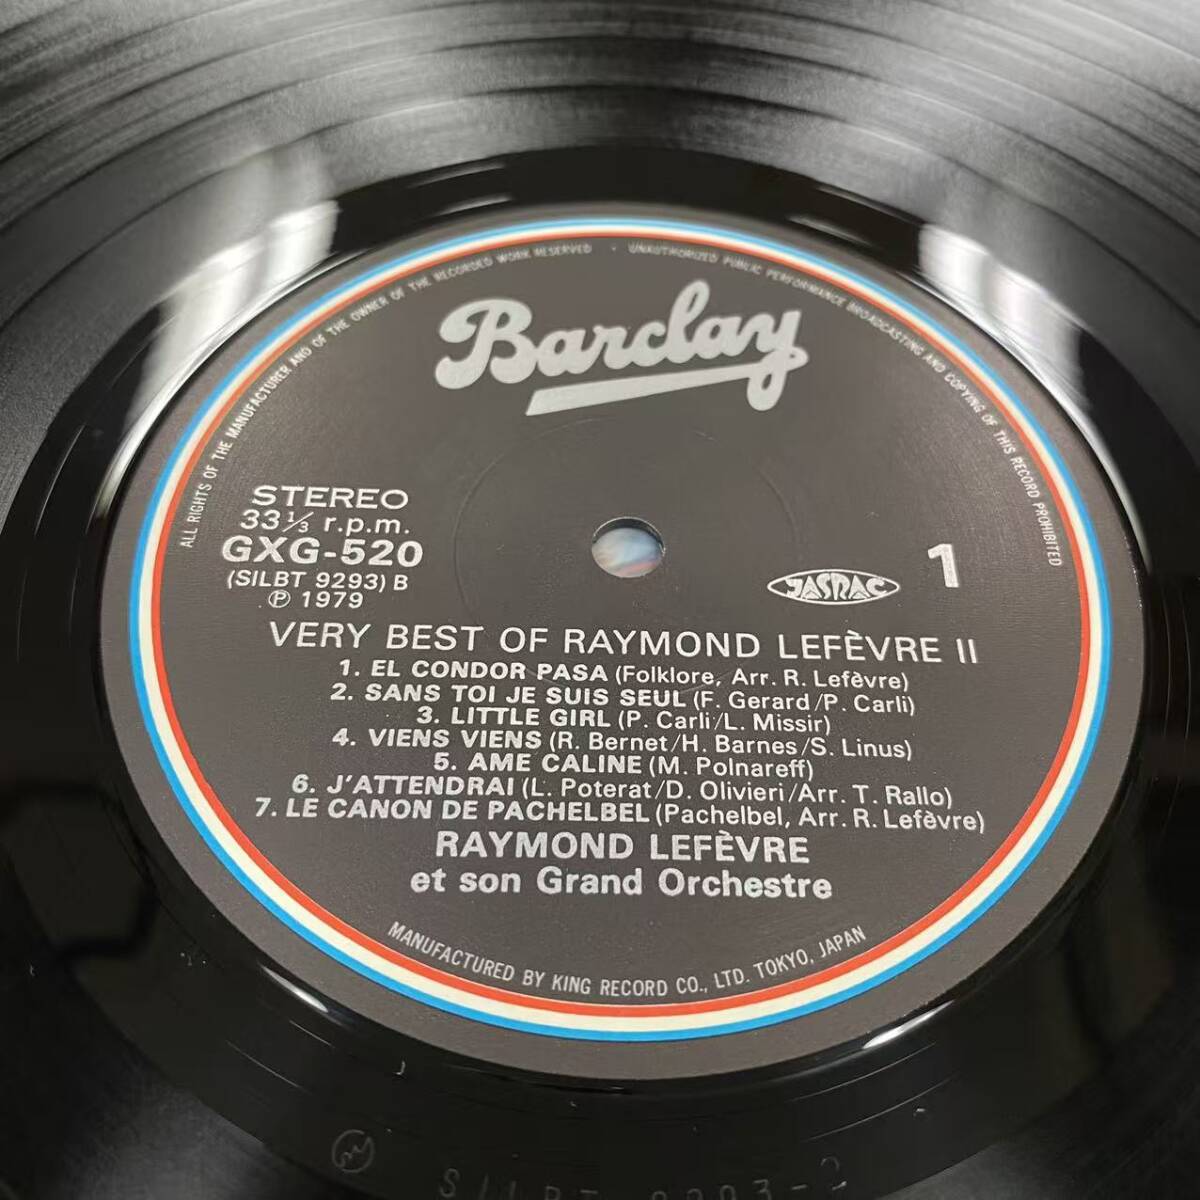 ALL RIGHTS OF THE MANUFACTURER AND OF THE OWNER OF THE RECORDED WORK RESERVED · UNAUTHORIZED PUBLIC PERFORMANCE BROADCASTING AND COPYING OF THIS RECORD PROHIBITED
Barclay
STEREO
33 1/3 r.p.m.
GXG-520
(SILBT 9293) B
℗ 1979
JASRAC
1
VERY BEST OF RAYMOND LEFÈVRE II
1. EL CONDOR PASA (Folklore, Arr. R. Lefèvre)
2. SANS TOI JE SUIS SEUL (F. Gerard/P. Carli)
3. LITTLE GIRL (P. Carli/L. Missir)
4. VIENS VIENS (R. Bernet/H. Barnes/S. Linus)
5. AME CALINE (M. Polnareff)
6. J'ATTENDRAI (L. Poterat/D. Olivieri/Arr. T. Rallo)
7. LE CANON DE PACHELBEL (Pachelbel, Arr. R. Lefèvre)
RAYMOND LEFÈVRE
et son Grand Orchestre
MANUFACTURED BY KING RECORD CO., LTD. TOKYO, JAPAN
SILBT 9293-2